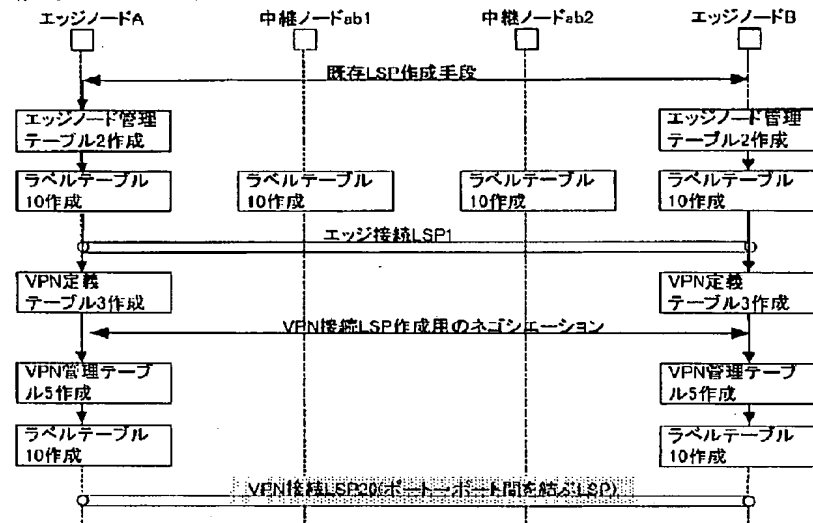 エッジノードA
中継ノードab1
中継ノードab2
エッジノードB
既存LSP作成手段
エッジノード管理
テーブル2作成
エッジノード管理
テーブル2作成
ラベルテーブル
10作成
ラベルテーブル
10作成
ラベルテーブル
10作成
ラベルテーブル
10作成
エッジ接続LSP1
VPN定義
テーブル3作成
VPN定義
テーブル3作成
VPN接続LSP作成用のネゴシエーション
VPN管理テーブ
ル5作成
VPN管理テーブ
ル5作成
ラベルテーブル
10作成
ラベルテーブル
10作成
VPN接続LSP20(ポート-ポート間を結ぶLSP)